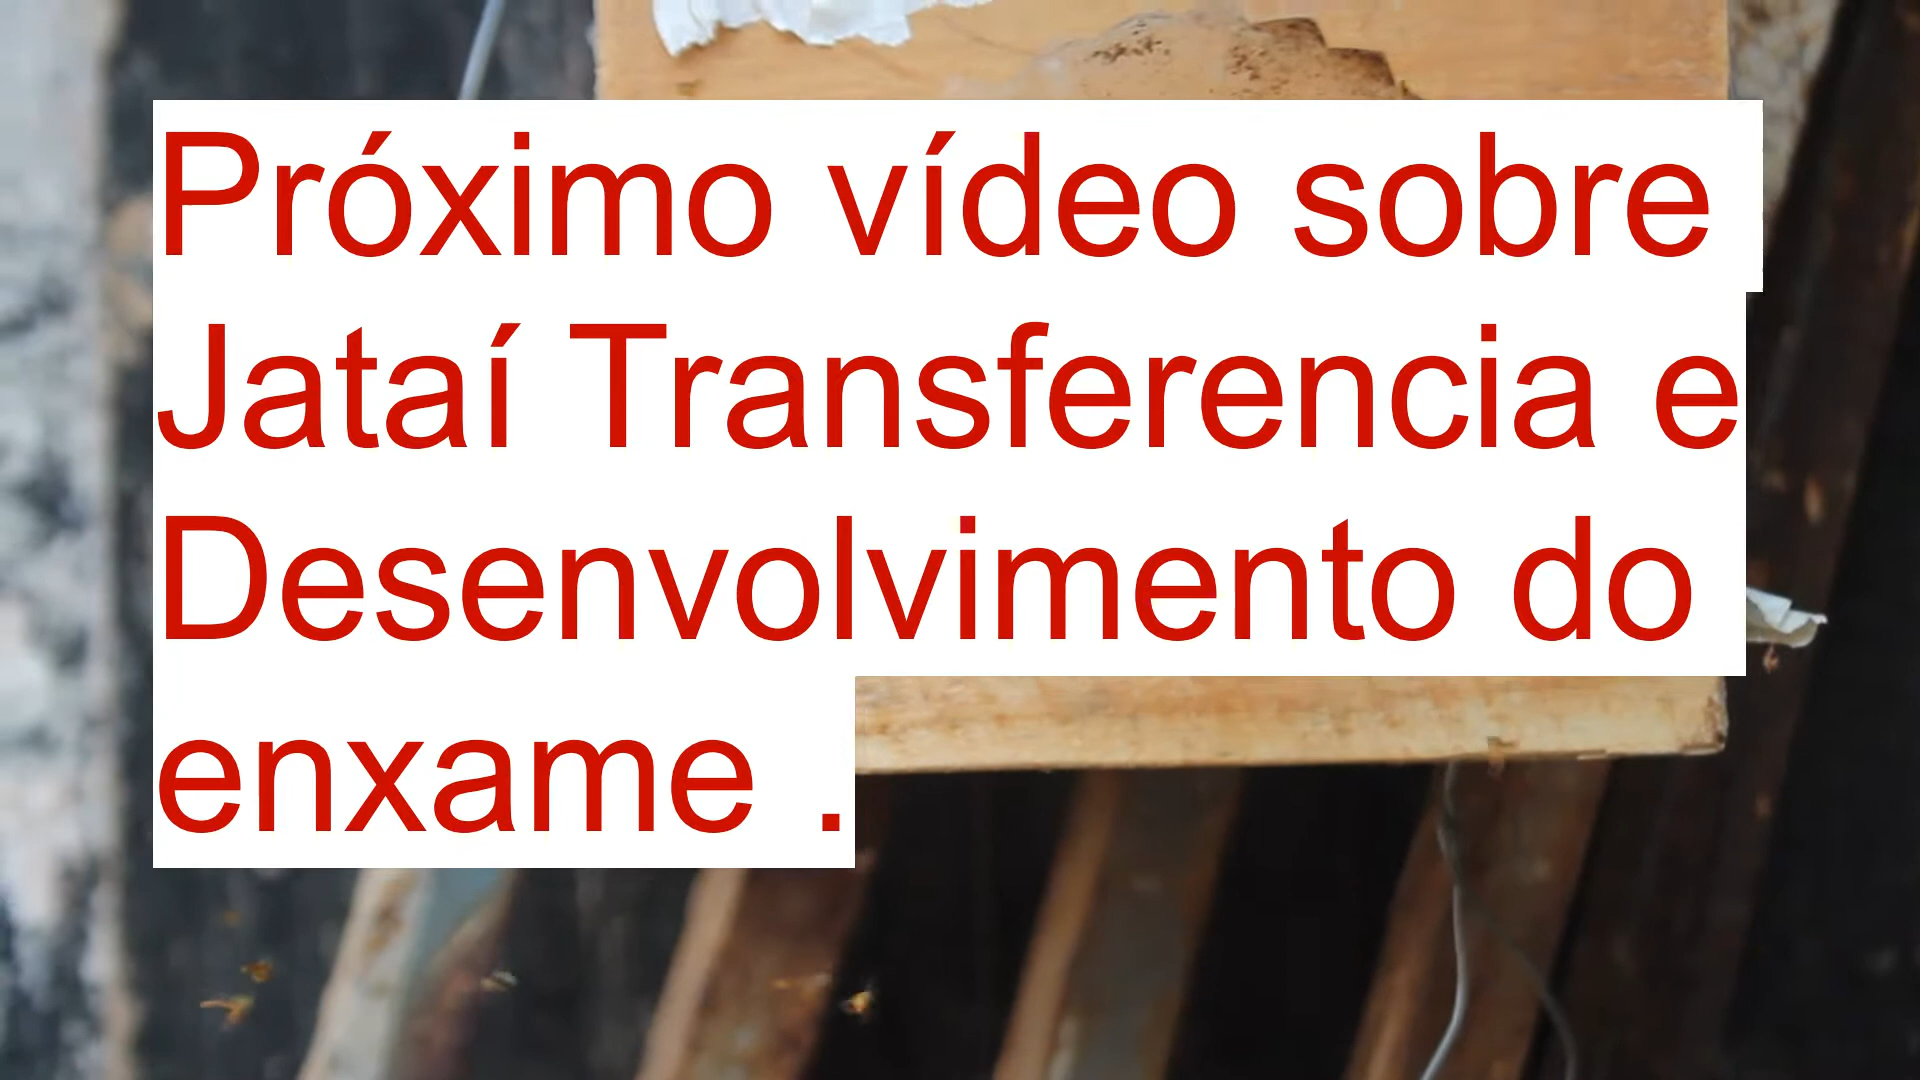 Próximo vídeo sobre
Jataí Transferencia e
Desenvolvimento do
enxame .